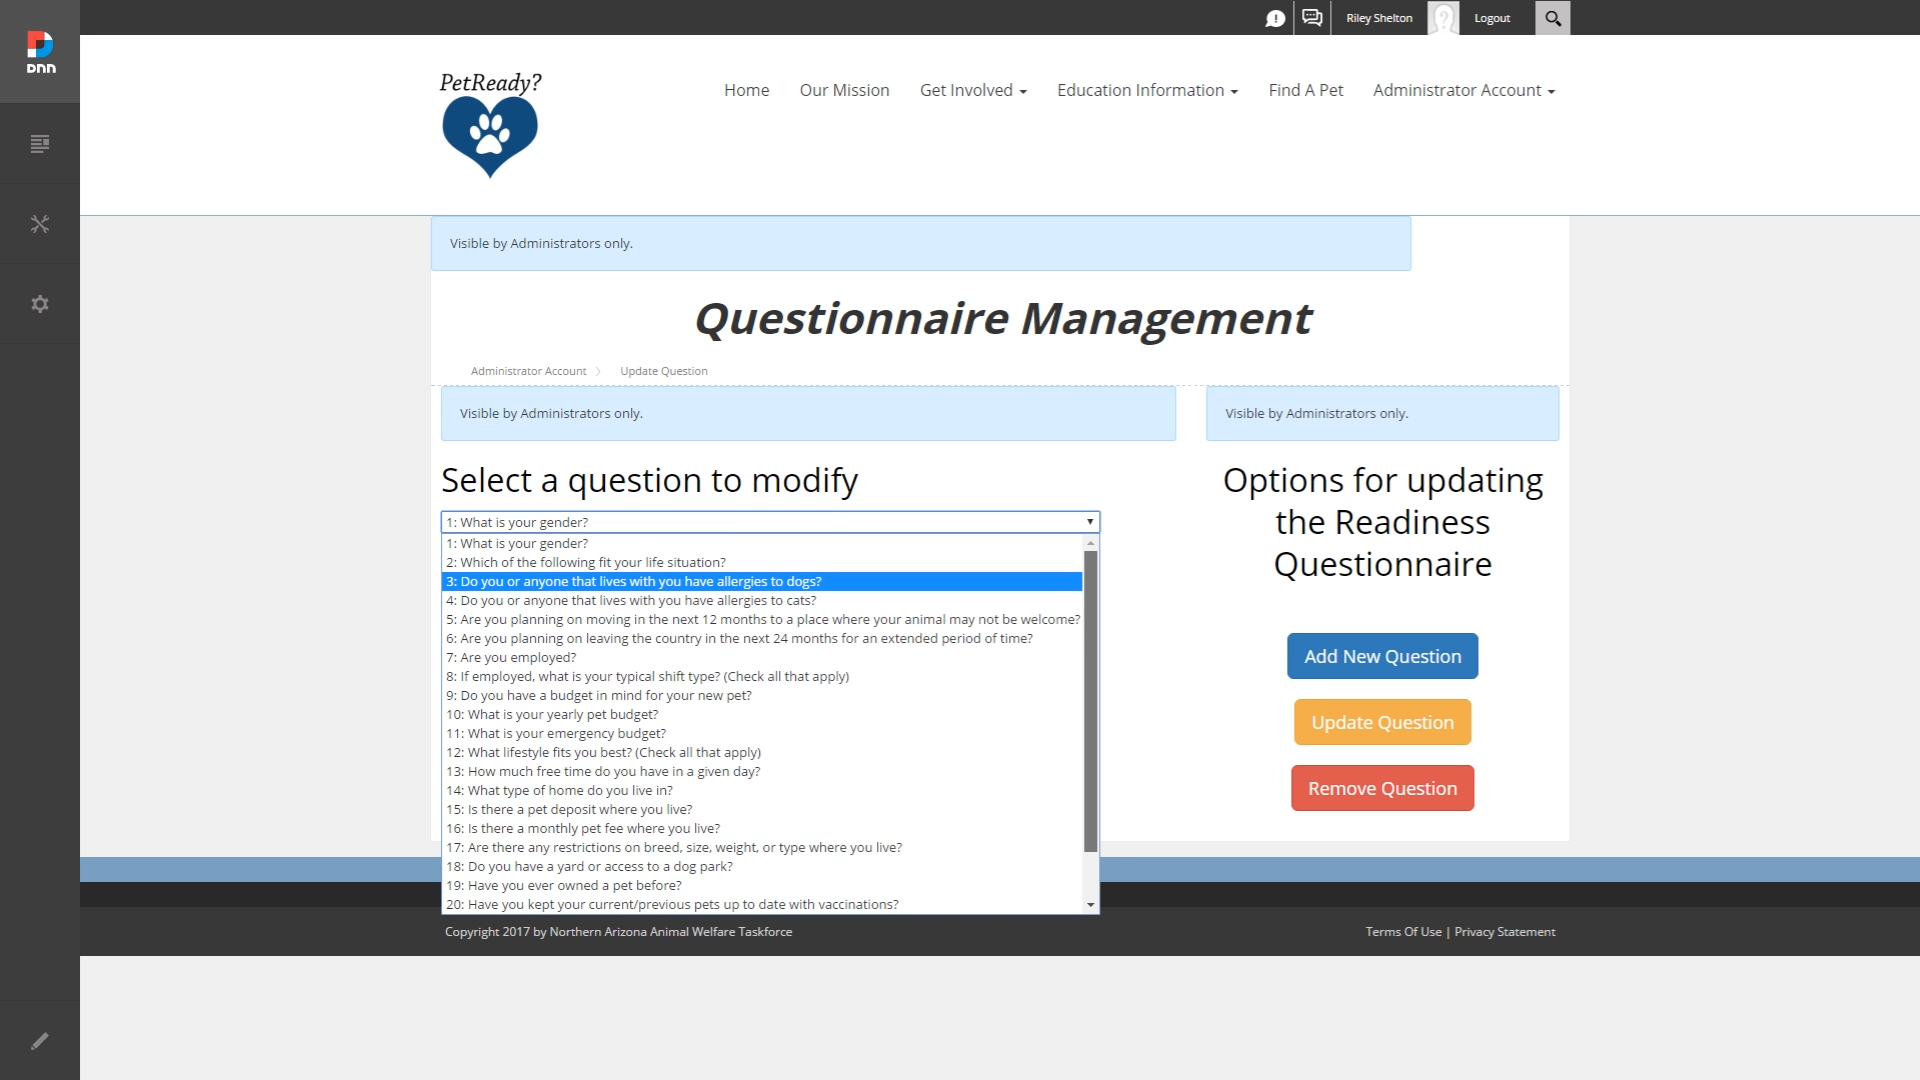 Riley Shelton
Logout
DNN
PetReady?
Home
Our Mission
Get Involved
Education Information
Find A Pet
Administrator Account
Visible by Administrators only.
Questionnaire Management
Administrator Account
Update Question
Visible by Administrators only.
Visible by Administrators only.
Select a question to modify
1: What is your gender?
1: What is your gender?
2: Which of the following fit your life situation?
3: Do you or anyone that lives with you have allergies to dogs?
4: Do you or anyone that lives with you have allergies to cats?
5: Are you planning on moving in the next 12 months to a place where your animal may not be welcome?
6: Are you planning on leaving the country in the next 24 months for an extended period of time?
7: Are you employed?
8: If employed, what is your typical shift type? (Check all that apply)
9: Do you have a budget in mind for your new pet?
10: What is your yearly pet budget?
11: What is your emergency budget?
12: What lifestyle fits you best? (Check all that apply)
13: How much free time do you have in a given day?
14: What type of home do you live in?
15: Is there a pet deposit where you live?
16: Is there a monthly pet fee where you live?
17: Are there any restrictions on breed, size, weight, or type where you live?
18: Do you have a yard or access to a dog park?
19: Have you ever owned a pet before?
20: Have you kept your current/previous pets up to date with vaccinations?
Options for updating
the Readiness
Questionnaire
Add New Question
Update Question
Remove Question
Copyright 2017 by Northern Arizona Animal Welfare Taskforce
Terms Of Use | Privacy Statement